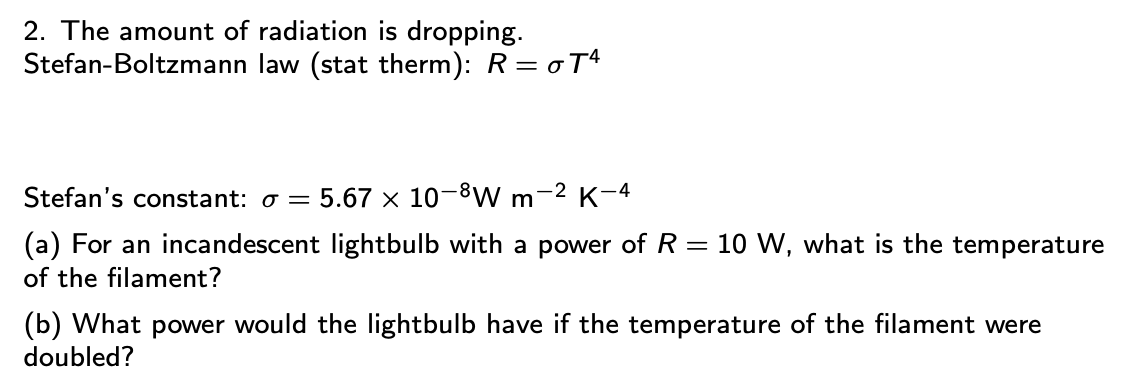 2. The amount of radiation is dropping.
Stefan-Boltzmann law (stat therm): R = σT⁴
Stefan's constant: σ = 5.67 × 10⁻⁸W m⁻² K⁻⁴
(a) For an incandescent lightbulb with a power of R = 10 W, what is the temperature
of the filament?
(b) What power would the lightbulb have if the temperature of the filament were
doubled?